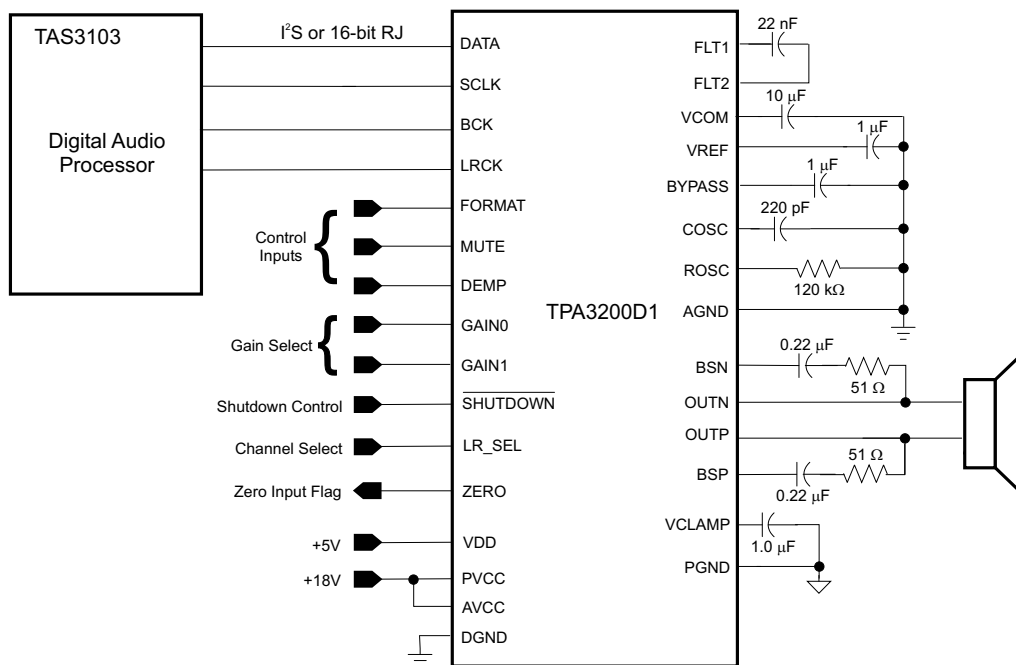 TAS3103
Digital Audio
Processor
I²S or 16-bit RJ
Control
Inputs
Gain Select
Shutdown Control
Channel Select
Zero Input Flag
+5V
+18V
DATA
SCLK
BCK
LRCK
FORMAT
MUTE
DEMP
GAIN0
GAIN1
SHUTDOWN
LR_SEL
ZERO
VDD
PVCC
AVCC
DGND
TPA3200D1
FLT1
FLT2
VCOM
VREF
BYPASS
COSC
ROSC
AGND
BSN
OUTN
OUTP
BSP
VCLAMP
PGND
22 nF
10 µF
1 µF
1 µF
220 pF
120 kΩ
0.22 µF
51 Ω
51 Ω
0.22 µF
1.0 µF